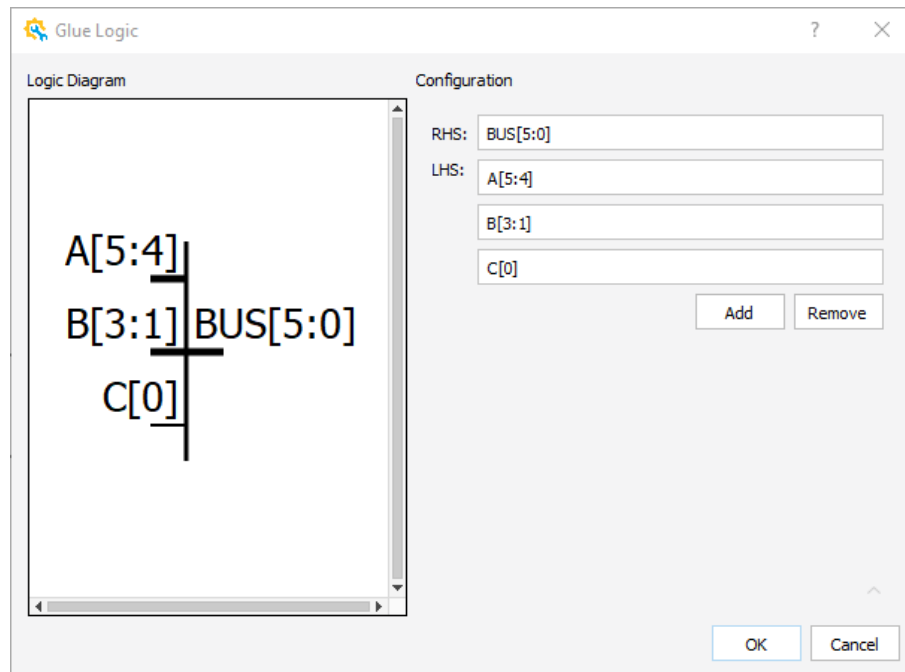 Glue Logic
?
Logic Diagram
A[5:4]
B[3:1] BUS[5:0]
C[0]
Configuration
RHS: BUS[5:0]
LHS: A[5:4]
B[3:1]
C[0]
Add Remove
OK Cancel